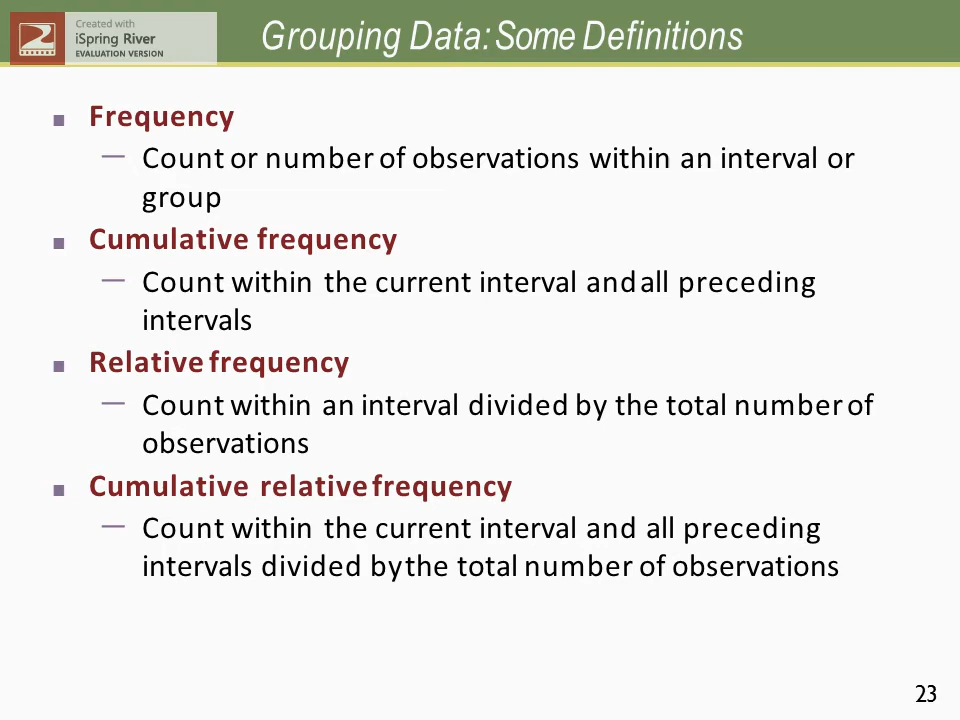 Created with
iSpring River
EVALUATION VERSION
Grouping Data: Some Definitions
Frequency
— Count or number of observations within an interval or
group
Cumulative frequency
— Count within the current interval and all preceding
intervals
Relative frequency
— Count within an interval divided by the total number of
observations
Cumulative relative frequency
— Count within the current interval and all preceding
intervals divided by the total number of observations
23